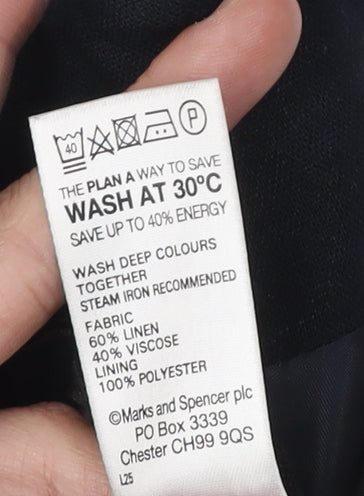 40 P
THE PLAN A WAY TO SAVE
WASH AT 30°C
SAVE UP TO 40% ENERGY
WASH DEEP COLOURS
TOGETHER
STEAM IRON RECOMMENDED
FABRIC
60% LINEN
40% VISCOSE
LINING
100% POLYESTER
©Marks and Spencer plc
PO Box 3339
Chester CH99 9QS
L25